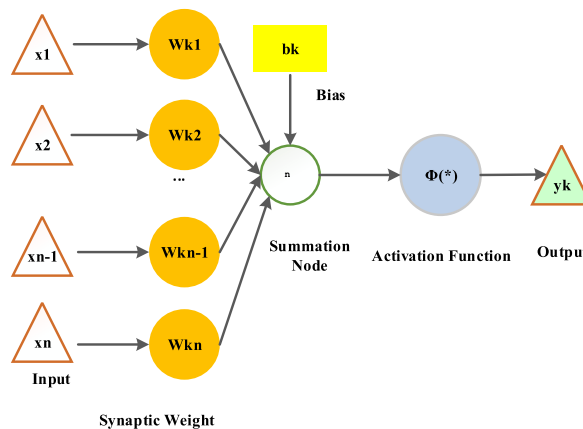 x1
Wk1
bk
Bias
x2
Wk2
...
n
Φ(*)
yk
xn-1
Wkn-1
Summation
Node
Activation Function
Output
xn
Wkn
Input
Synaptic Weight